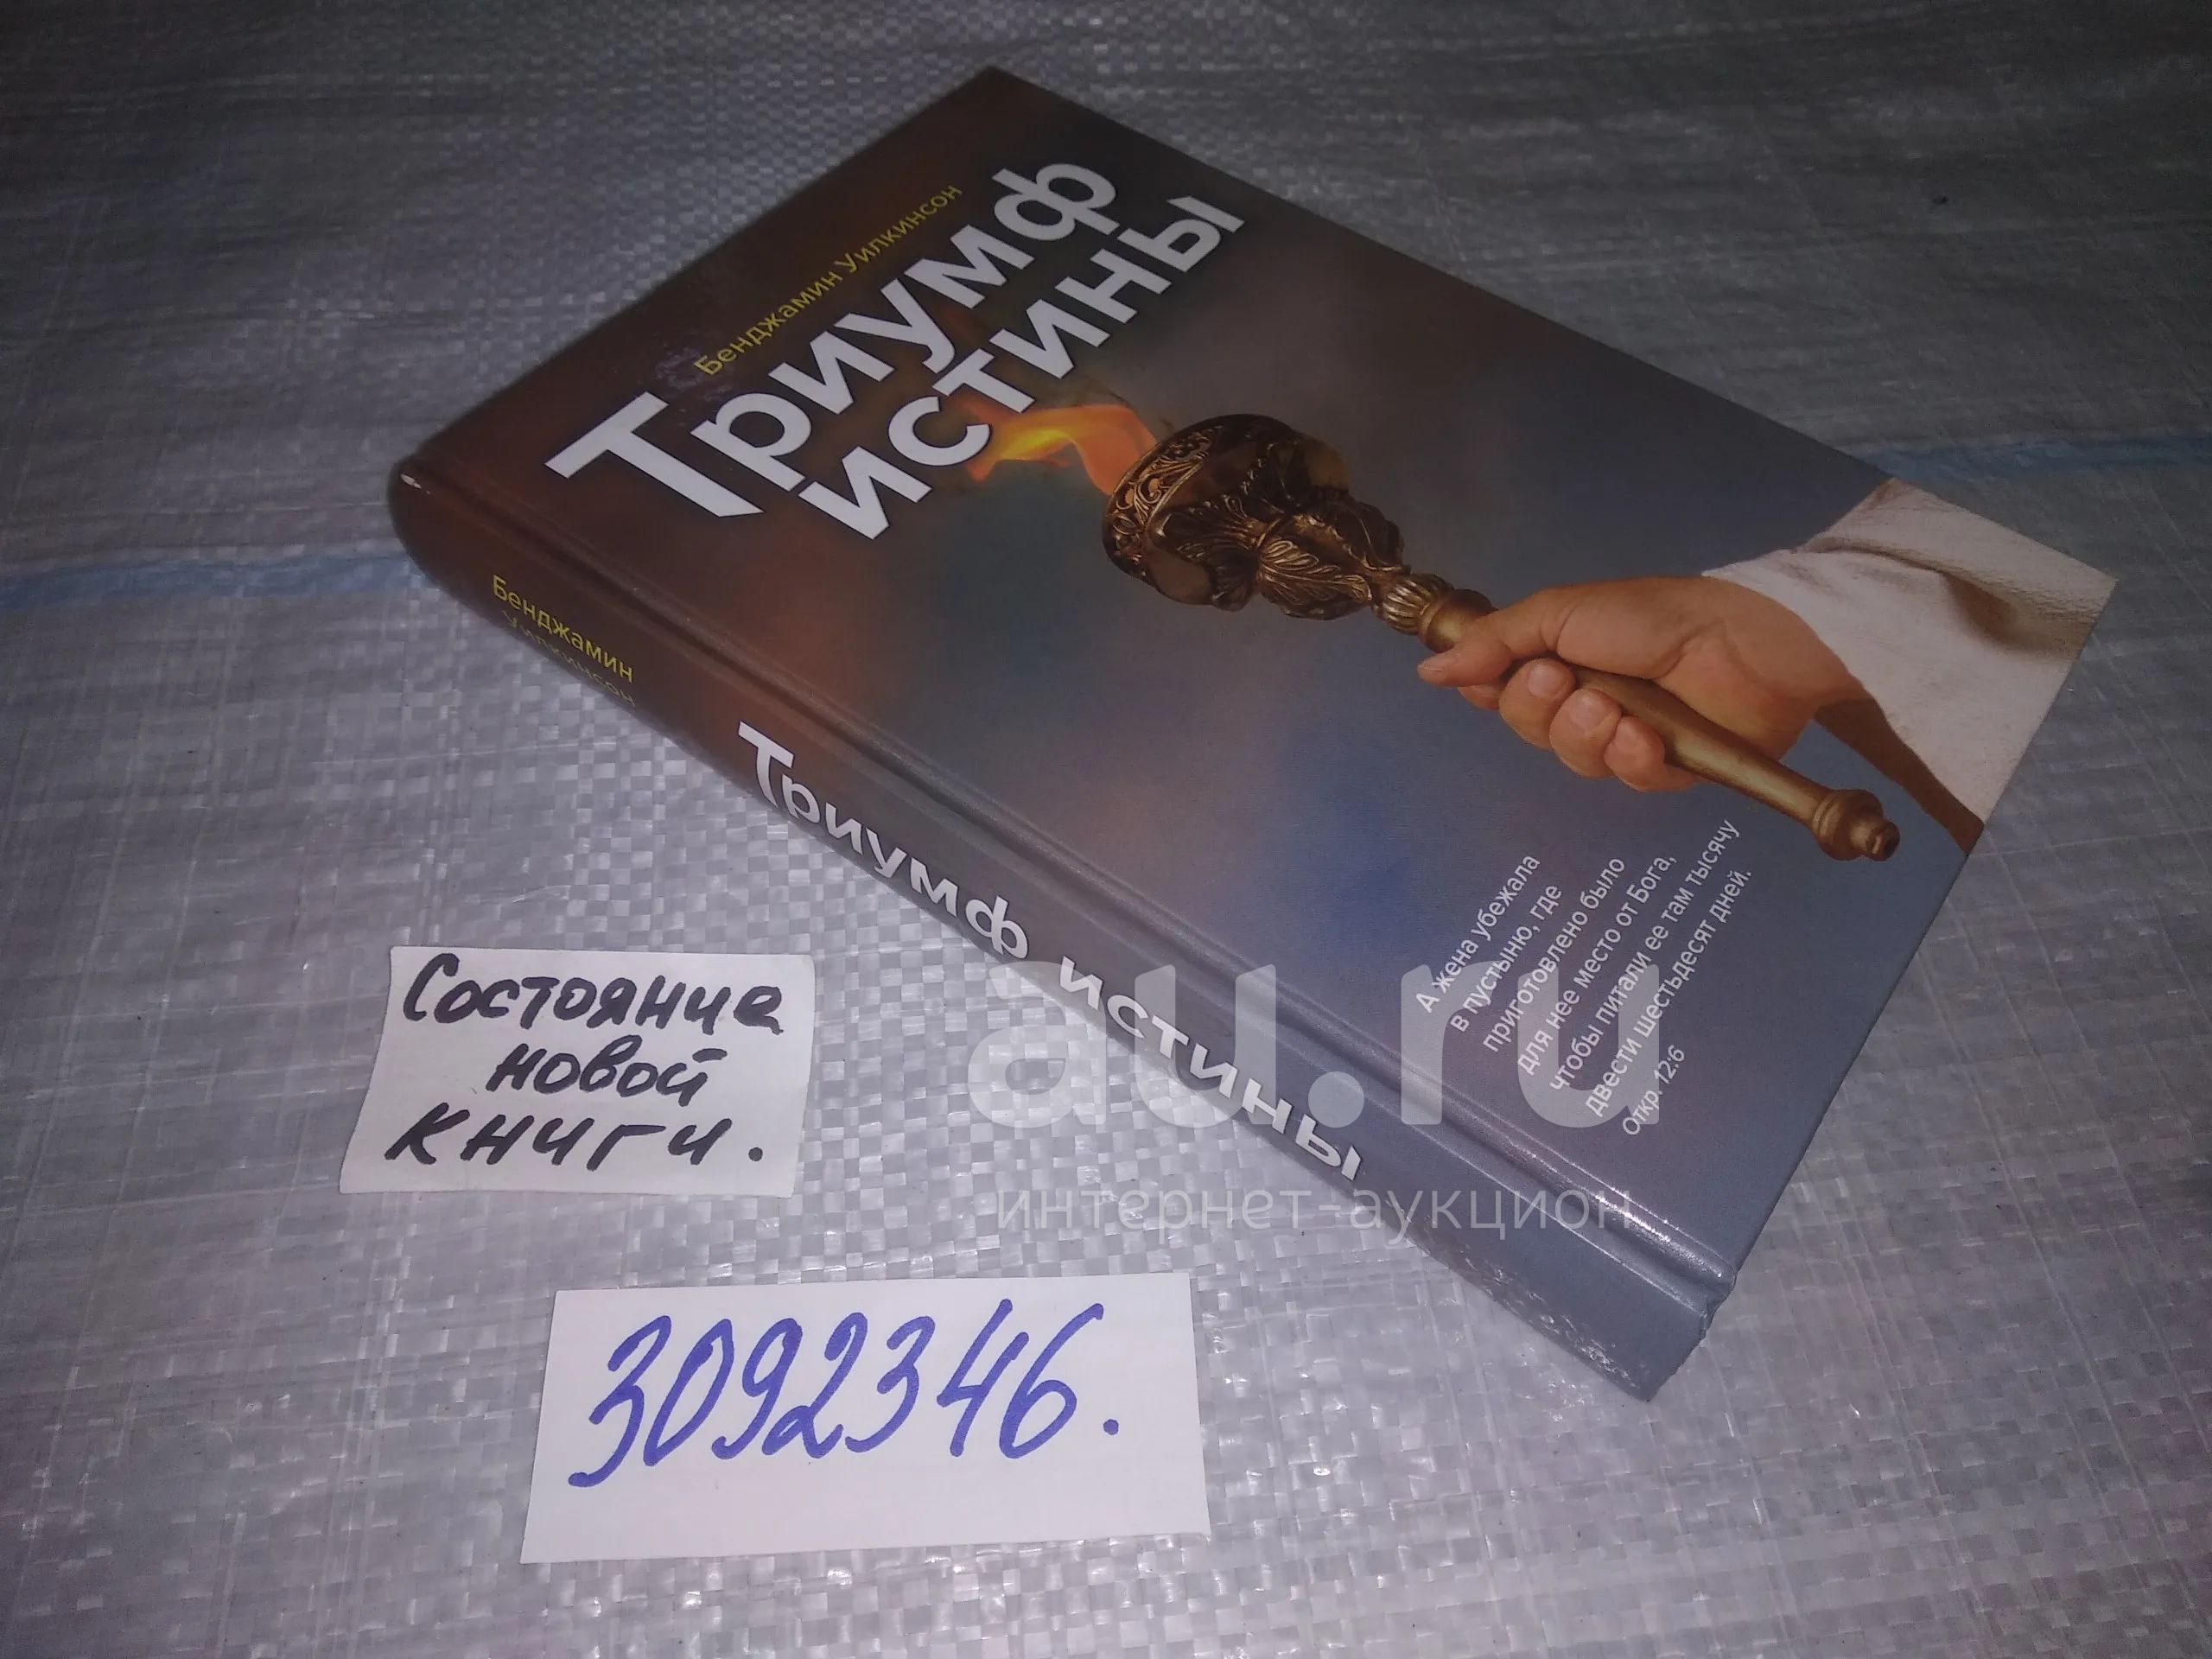 Бенджамин Уилкинсон
Триумф
истины
А жена убежала
в пустыню, где
приготовлено было
для нее место от Бога,
чтобы питали ее там тысячу
двести шестьдесят дней.
Откр. 12:6
Бенджамин
Уилкинсон
Триумф истины
au.ru
интернет-аукцион
Состояние
новой
книги.
3092346.